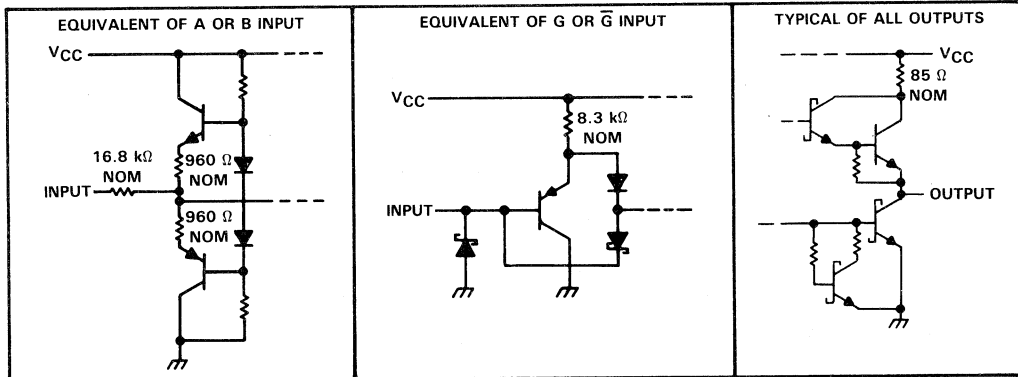 EQUIVALENT OF A OR B INPUT
VCC
16.8 kΩ
NOM
960 Ω
NOM
INPUT
960 Ω
NOM
EQUIVALENT OF G OR G̅ INPUT
VCC
8.3 kΩ
NOM
INPUT
TYPICAL OF ALL OUTPUTS
VCC
85 Ω
NOM
OUTPUT